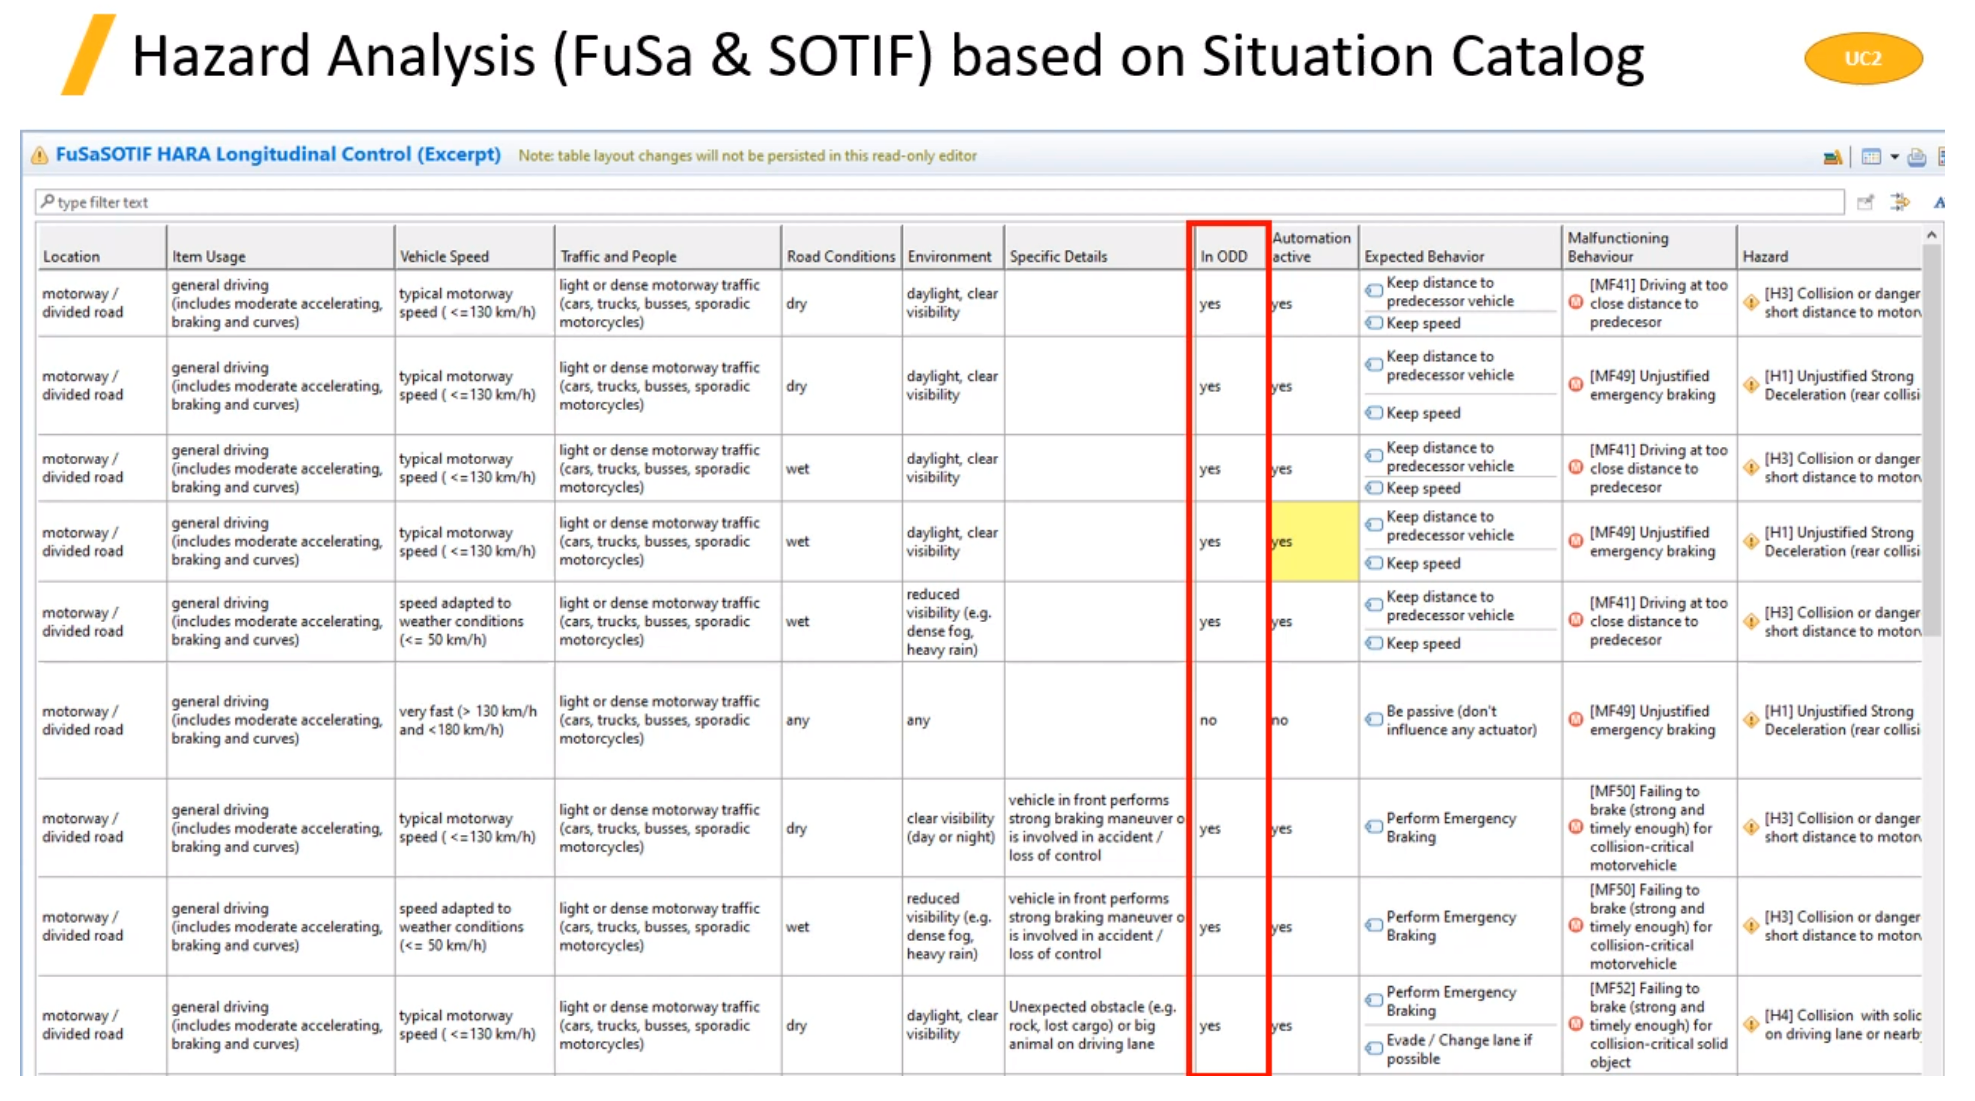 Hazard Analysis (FuSa & SOTIF) based on Situation Catalog
UC2
FuSaSOTIF HARA Longitudinal Control (Excerpt) Note: table layout changes will not be persisted in this read-only editor
type filter text
Location Item Usage Vehicle Speed Traffic and People Road Conditions Environment Specific Details In ODD Automation active Expected Behavior Malfunctioning Behaviour Hazard
motorway /
divided road
general driving
(includes moderate accelerating,
braking and curves)
typical motorway
speed ( <=130 km/h)
light or dense motorway traffic
(cars, trucks, busses, sporadic
motorcycles)
dry
daylight, clear
visibility
yes
yes
Keep distance to
predecessor vehicle
Keep speed
[MF41] Driving at too
close distance to
predecesor
[H3] Collision or danger
short distance to motorv
motorway /
divided road
general driving
(includes moderate accelerating,
braking and curves)
typical motorway
speed ( <=130 km/h)
light or dense motorway traffic
(cars, trucks, busses, sporadic
motorcycles)
dry
daylight, clear
visibility
yes
yes
Keep distance to
predecessor vehicle
Keep speed
[MF49] Unjustified
emergency braking
[H1] Unjustified Strong
Deceleration (rear collisi
motorway /
divided road
general driving
(includes moderate accelerating,
braking and curves)
typical motorway
speed ( <=130 km/h)
light or dense motorway traffic
(cars, trucks, busses, sporadic
motorcycles)
wet
daylight, clear
visibility
yes
yes
Keep distance to
predecessor vehicle
Keep speed
[MF41] Driving at too
close distance to
predecesor
[H3] Collision or danger
short distance to motorv
motorway /
divided road
general driving
(includes moderate accelerating,
braking and curves)
typical motorway
speed ( <=130 km/h)
light or dense motorway traffic
(cars, trucks, busses, sporadic
motorcycles)
wet
daylight, clear
visibility
yes
yes
Keep distance to
predecessor vehicle
Keep speed
[MF49] Unjustified
emergency braking
[H1] Unjustified Strong
Deceleration (rear collisi
motorway /
divided road
general driving
(includes moderate accelerating,
braking and curves)
speed adapted to
weather conditions
(<= 50 km/h)
light or dense motorway traffic
(cars, trucks, busses, sporadic
motorcycles)
wet
reduced
visibility (e.g.
dense fog,
heavy rain)
yes
yes
Keep distance to
predecessor vehicle
Keep speed
[MF41] Driving at too
close distance to
predecesor
[H3] Collision or danger
short distance to motorv
motorway /
divided road
general driving
(includes moderate accelerating,
braking and curves)
very fast (> 130 km/h
and <180 km/h)
light or dense motorway traffic
(cars, trucks, busses, sporadic
motorcycles)
any
any
no
no
Be passive (don't
influence any actuator)
[MF49] Unjustified
emergency braking
[H1] Unjustified Strong
Deceleration (rear collisi
motorway /
divided road
general driving
(includes moderate accelerating,
braking and curves)
typical motorway
speed ( <=130 km/h)
light or dense motorway traffic
(cars, trucks, busses, sporadic
motorcycles)
dry
clear visibility
(day or night)
vehicle in front performs
strong braking maneuver o
is involved in accident /
loss of control
yes
yes
Perform Emergency
Braking
[MF50] Failing to
brake (strong and
timely enough) for
collision-critical
motorvehicle
[H3] Collision or danger
short distance to motorv
motorway /
divided road
general driving
(includes moderate accelerating,
braking and curves)
speed adapted to
weather conditions
(<= 50 km/h)
light or dense motorway traffic
(cars, trucks, busses, sporadic
motorcycles)
wet
reduced
visibility (e.g.
dense fog,
heavy rain)
vehicle in front performs
strong braking maneuver o
is involved in accident /
loss of control
yes
yes
Perform Emergency
Braking
[MF50] Failing to
brake (strong and
timely enough) for
collision-critical
motorvehicle
[H3] Collision or danger
short distance to motorv
motorway /
divided road
general driving
(includes moderate accelerating,
braking and curves)
typical motorway
speed ( <=130 km/h)
light or dense motorway traffic
(cars, trucks, busses, sporadic
motorcycles)
dry
daylight, clear
visibility
Unexpected obstacle (e.g.
rock, lost cargo) or big
animal on driving lane
yes
yes
Perform Emergency
Braking
Evade / Change lane if
possible
[MF52] Failing to
brake (strong and
timely enough) for
collision-critical solid
object
[H4] Collision with solic
on driving lane or nearby